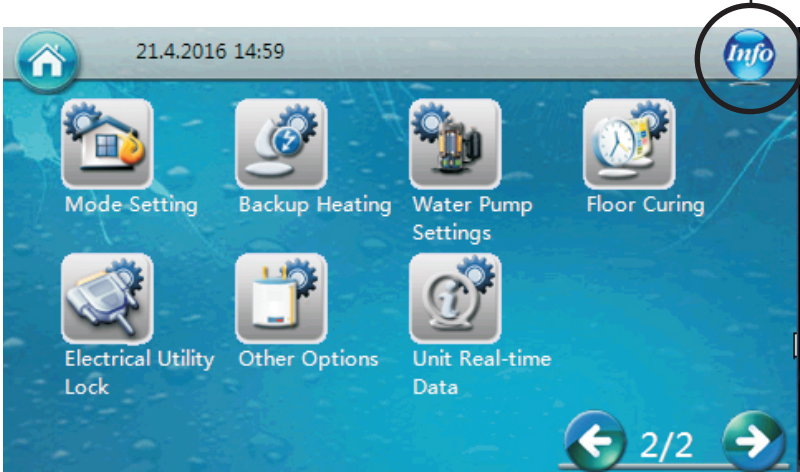 21.4.2016 14:59
Info
Mode Setting
Backup Heating
Water Pump
Settings
Floor Curing
Electrical Utility
Lock
Other Options
Unit Real-time
Data
2/2